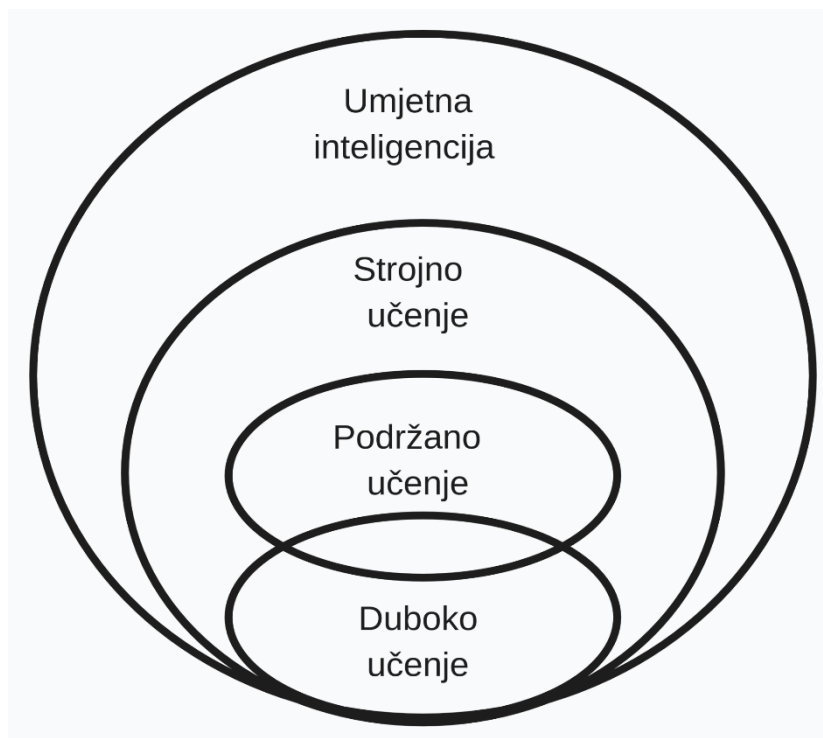 Umjetna
inteligencija
Strojno
učenje
Podržano
učenje
Duboko
učenje